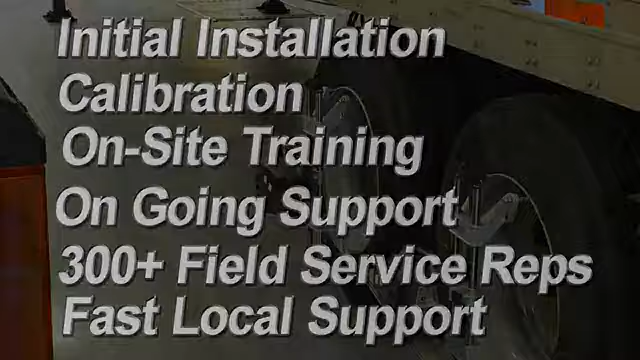 Initial Installation
Calibration
On-Site Training
On Going Support
300+ Field Service Reps
Fast Local Support